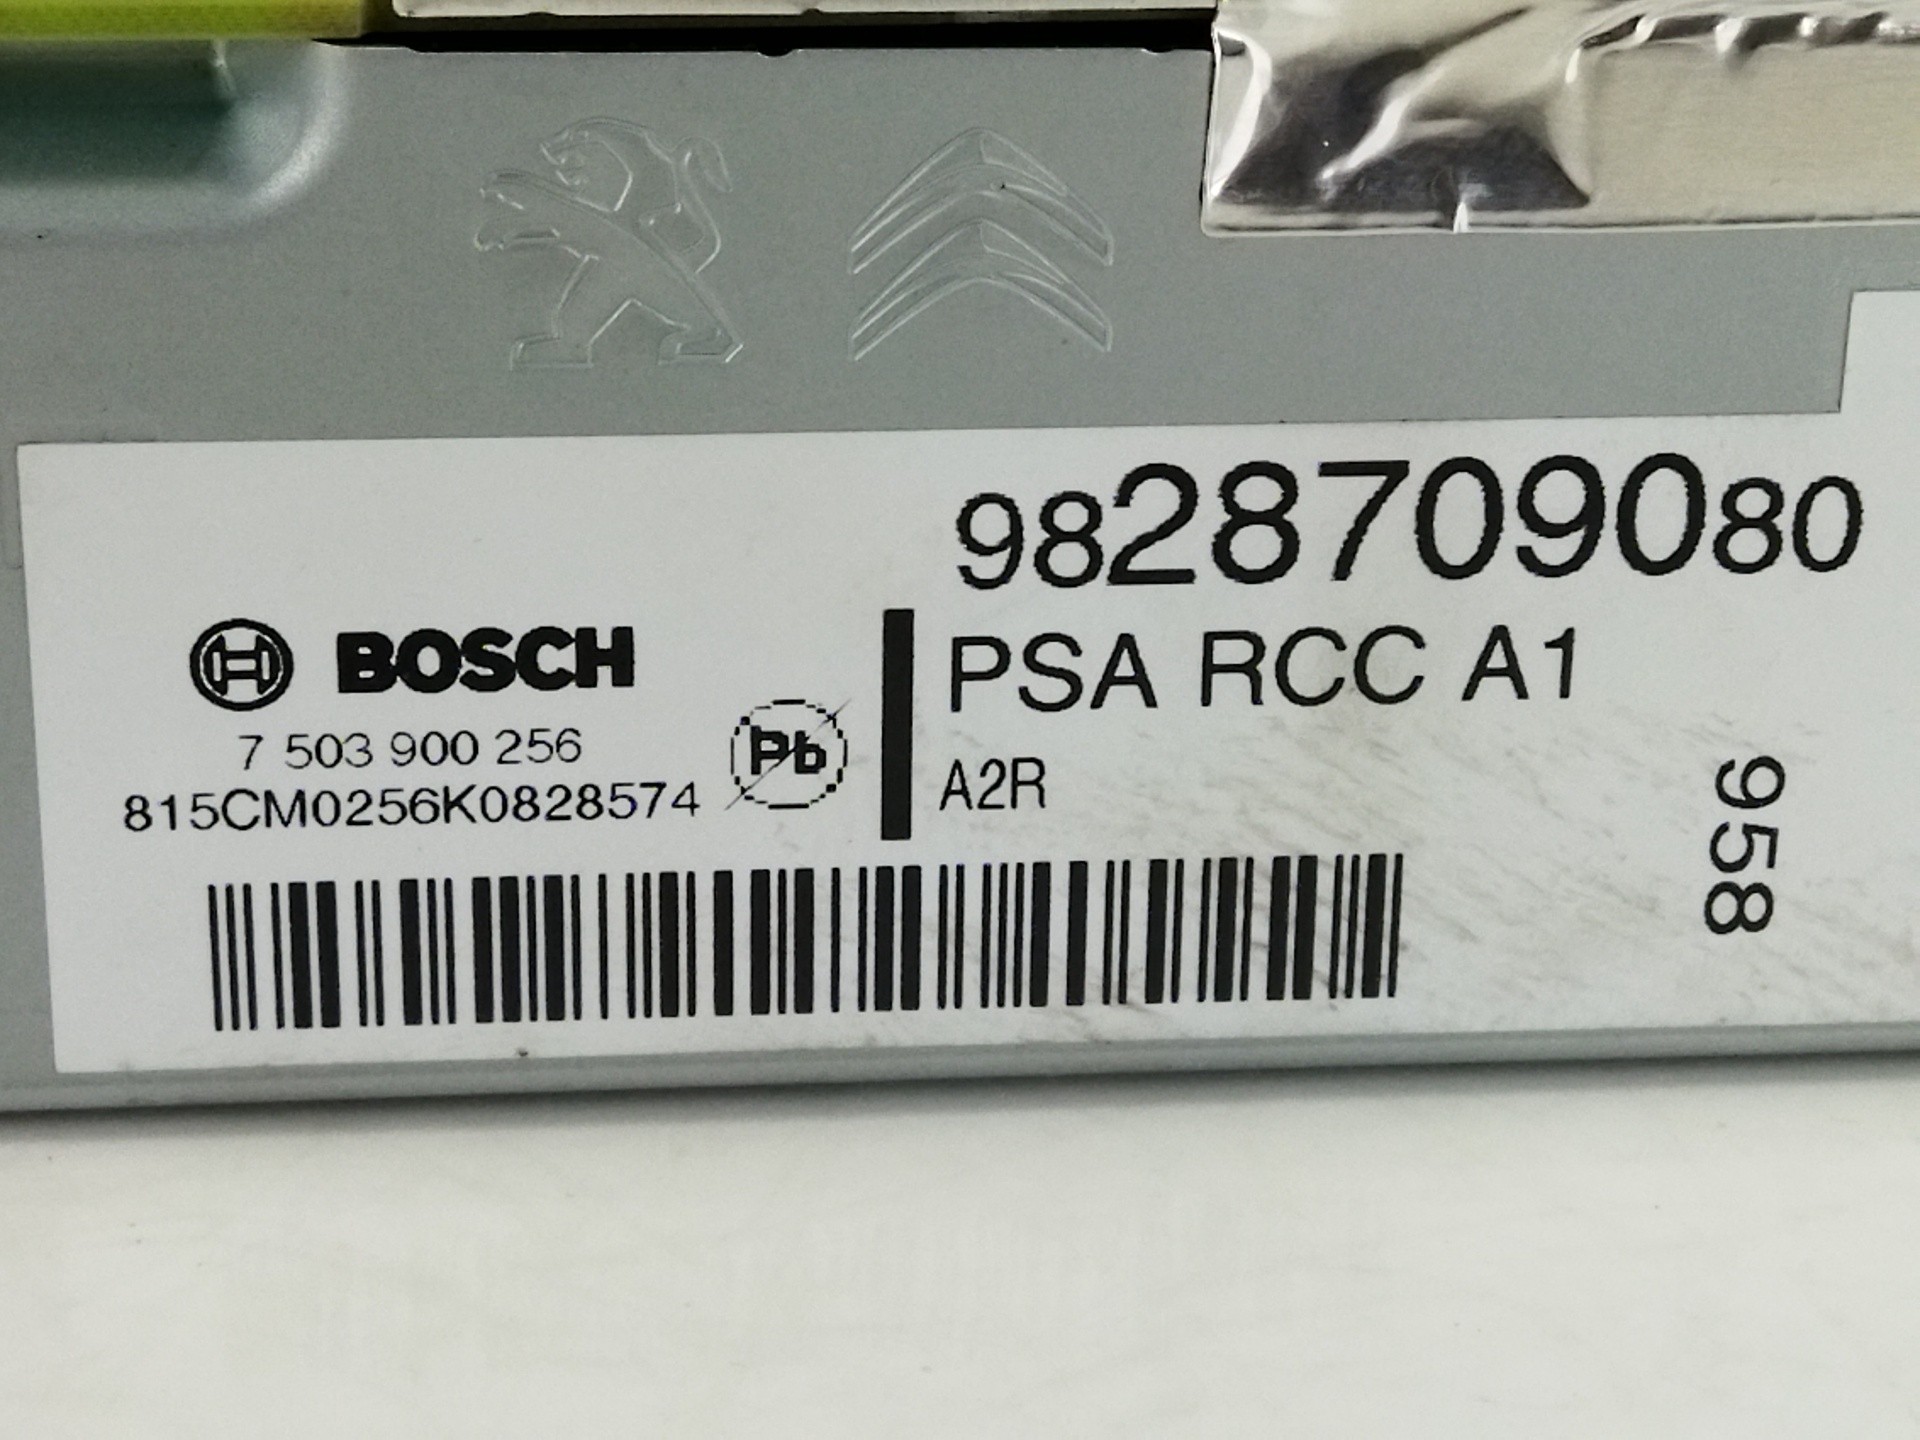 9828709080
BOSCH
PSA RCC A1
7 503 900 256
Pb
A2R
815CM0256K0828574
958